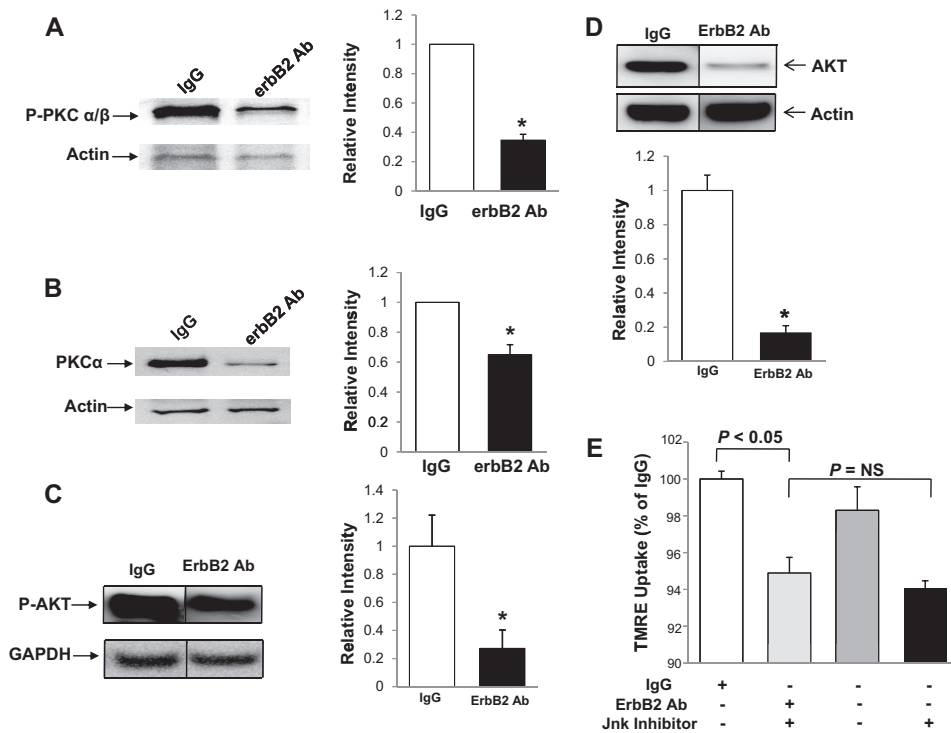 A
IgG
erbB2 Ab
P-PKC α/β
Actin
Relative Intensity
1.2
1
0.8
0.6
0.4
0.2
0
*
IgG
erbB2 Ab
B
IgG
erbB2 Ab
PKCα
Actin
Relative Intensity
1.2
1
0.8
0.6
0.4
0.2
0
*
IgG
erbB2 Ab
C
IgG
ErbB2 Ab
P-AKT
GAPDH
Relative Intensity
1.4
1.2
1
0.8
0.6
0.4
0.2
0
*
IgG
ErbB2 Ab
D
IgG
ErbB2 Ab
AKT
Actin
Relative Intensity
1.2
1
0.8
0.6
0.4
0.2
0
*
IgG
ErbB2 Ab
E
TMRE Uptake (% of IgG)
102
100
98
96
94
92
90
P < 0.05
P = NS
IgG + - - -
ErbB2 Ab - + - -
Jnk Inhibitor - + - +